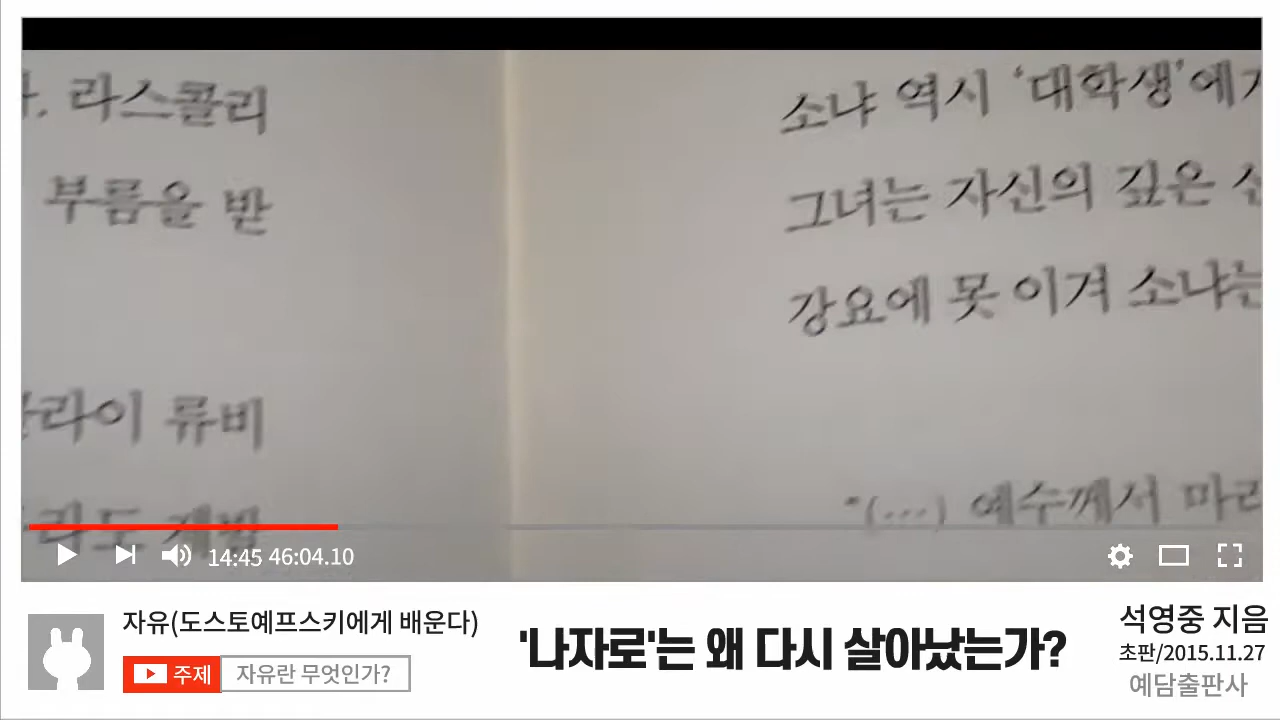 라스콜리
부름을 받
라이 류비
라도
소냐 역시 ‘대학생’에
그녀는 자신의 깊은
강요에 못 이겨 소냐는
“(…) 예수께서 마리
14:45 46:04.10
자유(도스토예프스키에게 배운다)
주제 자유란 무엇인가?
'나자로'는 왜 다시 살아났는가?
석영중 지음
초판/2015.11.27
예담출판사